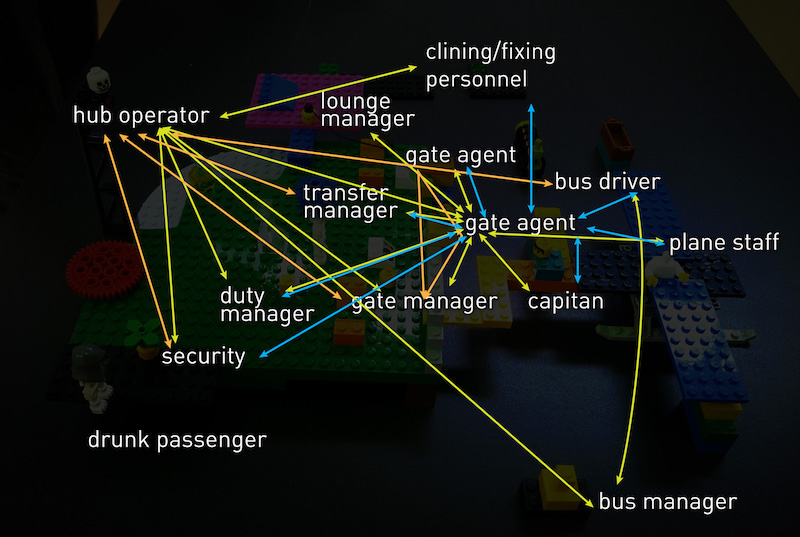 clining/fixing
personnel
hub operator
lounge
manager
gate agent
bus driver
transfer
manager
gate agent
plane staff
duty
manager
gate manager
capitan
security
drunk passenger
bus manager